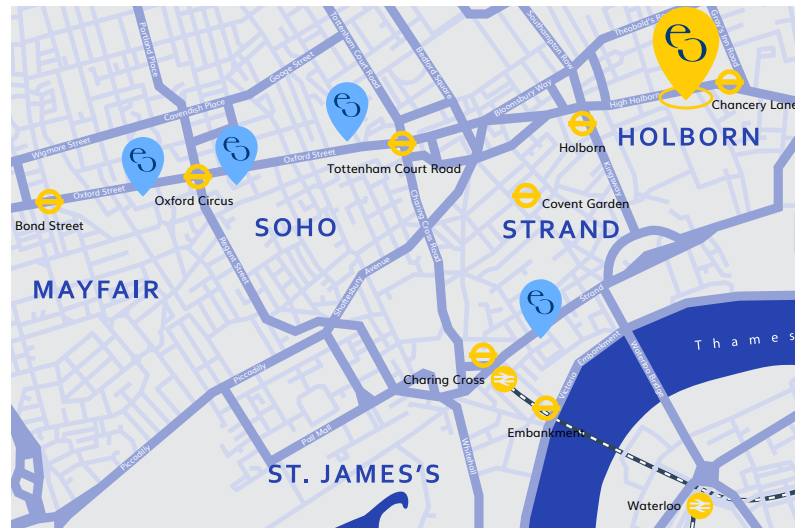 Portland Place
Tottenham Court Road
Southampton Row
Theobald's Road
Gray's Inn Road
Bedford Square
Googe Street
Cavendish Place
Bloomsbury Way
High Holborn
Chancery Lane
HOLBORN
Holborn
Wigmore Street
Oxford Street
Tottenham Court Road
Kingsway
Oxford Street
Oxford Circus
Bond Street
Covent Garden
SOHO
STRAND
Charing Cross Road
Regent Street
Shaftesbury Avenue
MAYFAIR
Strand
Thames
Victoria Embankment
Waterloo Bridge
Piccadilly
Charing Cross
Embankment
Pall Mall
Piccadilly
Whitehall
ST. JAMES'S
Waterloo